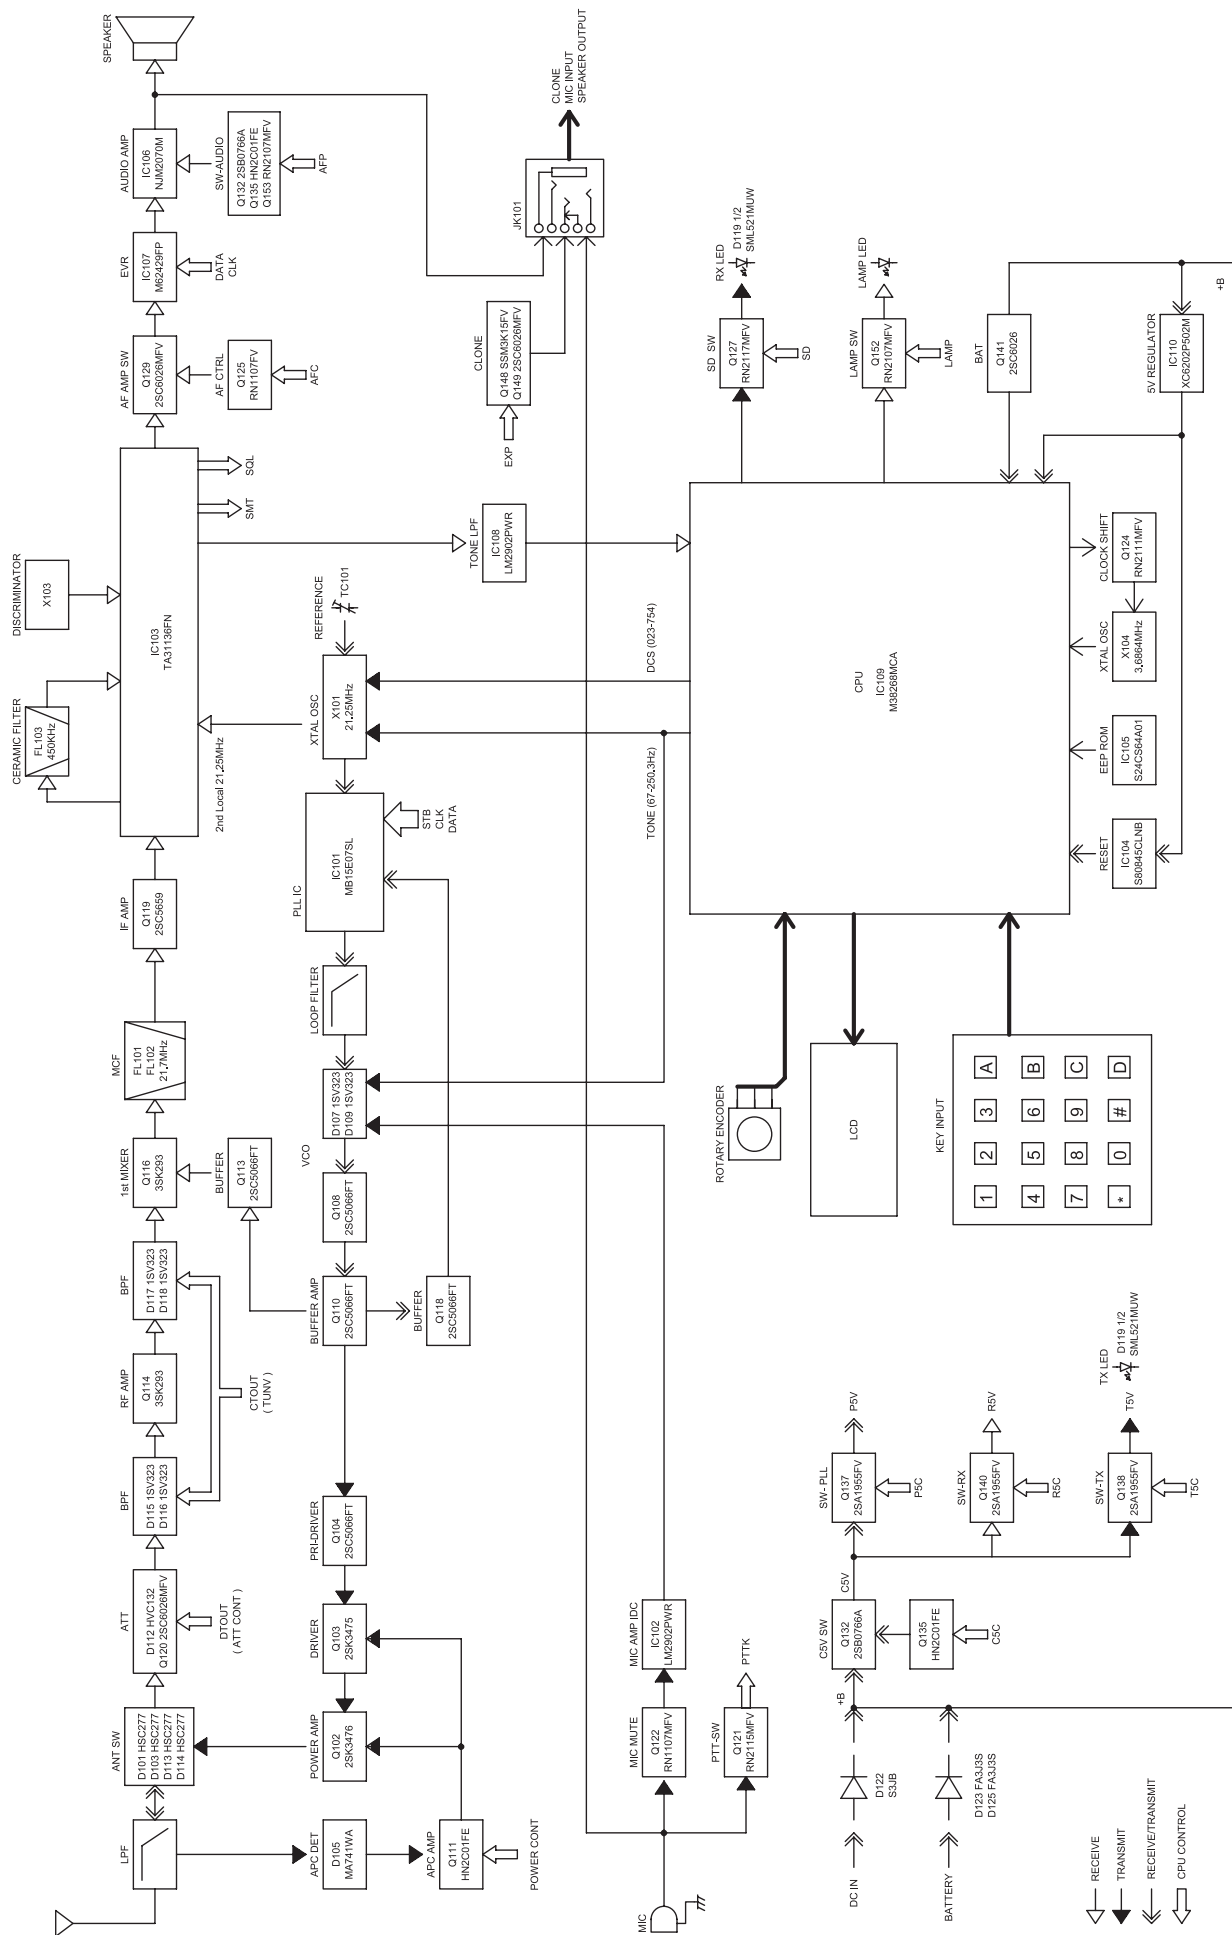 SPEAKER
AUDIO AMP
IC106
NJM2070M
SW-AUDIO
Q132 2SB0766A
Q135 HN2C01FE
Q153 RN2107MFV
AFP
EVR
IC107
M62429FP
DATA
CLK
AF AMP SW
Q129
2SC6026MFV
AF CTRL
Q125
RN1107FV
AFC
CLONE
MIC INPUT
SPEAKER OUTPUT
JK101
CLONE
Q148 SSM3K15FV
Q149 2SC6026MFV
EXP
RX LED
D119 1/2
SML521MUW
SD SW
Q127
RN2117MFV
SD
LAMP LED
LAMP SW
Q152
RN2107MFV
LAMP
BAT
Q141
2SC6026
5V REGULATOR
IC110
XC6202P502M
+B
DISCRIMINATOR
X103
CERAMIC FILTER
FL103
450KHz
IC103
TA31136FN
SQL
SMT
2nd Local 21.25MHz
TONE LPF
IC108
LM2902PWR
REFERENCE
TC101
XTAL OSC
X101
21.25MHz
DCS (023-754)
TONE (67-250.3Hz)
PLL IC
IC101
MB15E07SL
STB
CLK
DATA
CPU
IC109
M38268MCA
CLOCK SHIFT
Q124
RN2111MFV
XTAL OSC
X104
3.6864MHz
EEP ROM
IC105
S24CS64A01
RESET
IC104
S80845CLNB
IF AMP
Q119
2SC5659
MCF
FL101
FL102
21.7MHz
1st MIXER
Q116
3SK293
BUFFER
Q113
2SC5066FT
BPF
D117 1SV323
D118 1SV323
RF AMP
Q114
3SK293
CTOUT
( TUNV )
BPF
D115 1SV323
D116 1SV323
ATT
D112 HVC132
Q120 2SC6026MFV
DTOUT
( ATT CONT )
ANT SW
D101 HSC277
D103 HSC277
D113 HSC277
D114 HSC277
LPF
LOOP FILTER
D107 1SV323
D109 1SV323
VCO
Q108
2SC5066FT
BUFFER AMP
Q110
2SC5066FT
BUFFER
Q118
2SC5066FT
PRI-DRIVER
Q104
2SC5066FT
DRIVER
Q103
2SK3475
POWER AMP
Q102
2SK3476
APC DET
D105
MA741WA
APC AMP
Q111
HN2C01FE
POWER CONT
ROTARY ENCODER
LCD
KEY INPUT
1 2 3 A
4 5 6 B
7 8 9 C
* 0 # D
MIC AMP IDC
IC102
LM2902PWR
MIC MUTE
Q122
RN1107MFV
PTT-SW
Q121
RN2115MFV
PTTK
MIC
SW- PLL
Q137
2SA1955FV
P5V
P5C
SW-RX
Q140
2SA1955FV
R5V
R5C
SW-TX
Q138
2SA1955FV
T5V
T5C
TX LED
D119 1/2
SML521MUW
C5V
C5V SW
Q132
2SB0766A
Q135
HN2C01FE
C5C
+B
D122
S3JB
D123 FA3J3S
D125 FA3J3S
DC IN
BATTERY
RECEIVE
TRANSMIT
RECEIVE/TRANSMIT
CPU CONTROL